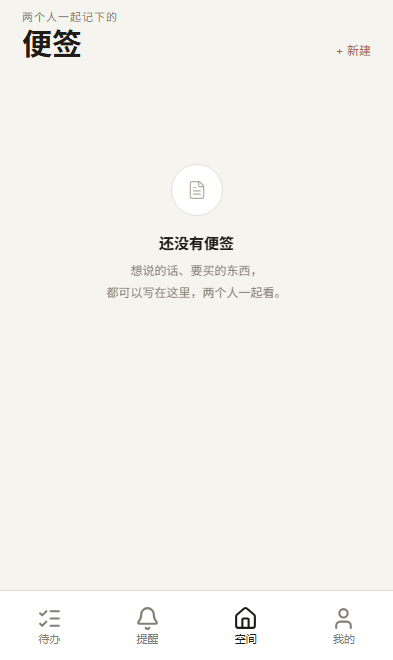 两个人一起记下的
便签
+ 新建
还没有便签
想说的话、要买的东西，
都可以写在这里，两个人一起看。
待办
提醒
空间
我的